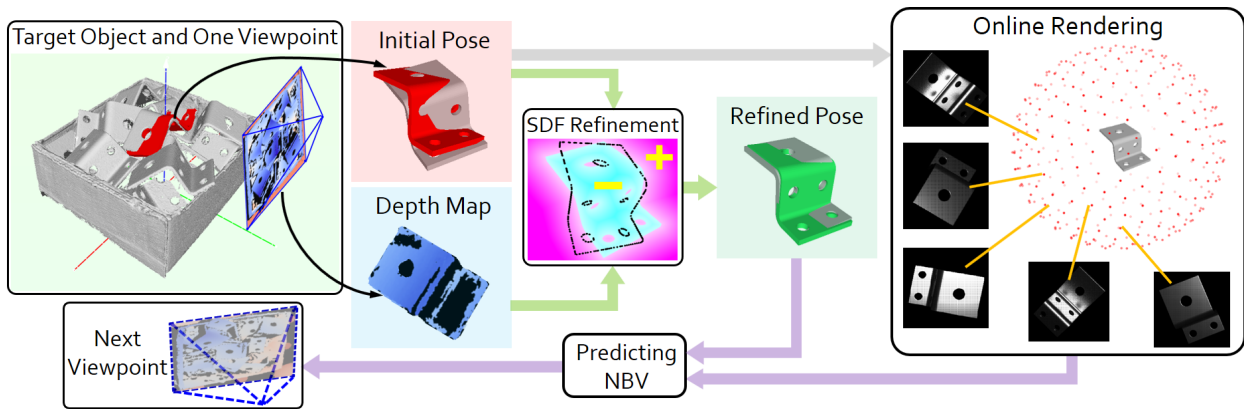 Target Object and One Viewpoint
Initial Pose
Depth Map
SDF Refinement
+
−
Refined Pose
Online Rendering
Next
Viewpoint
Predicting
NBV